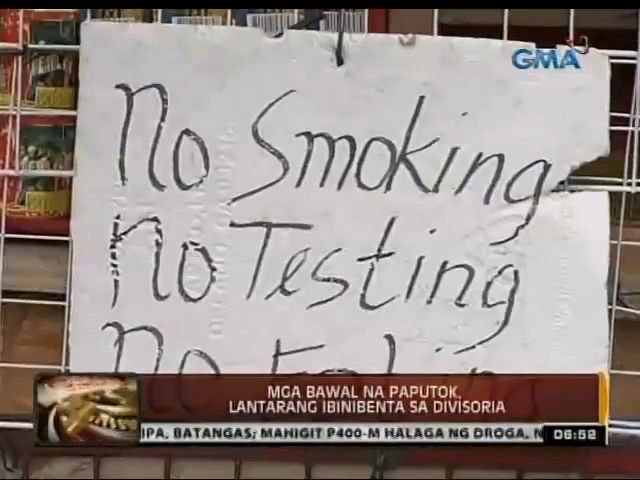 GMA
No Smoking
No Testing
No
MGA BAWAL NA PAPUTOK,
LANTARANG IBINIBENTA SA DIVISORIA
IPA, BATANGAS; MAHIGIT P400-M HALAGA NG DROGA, N
06:52